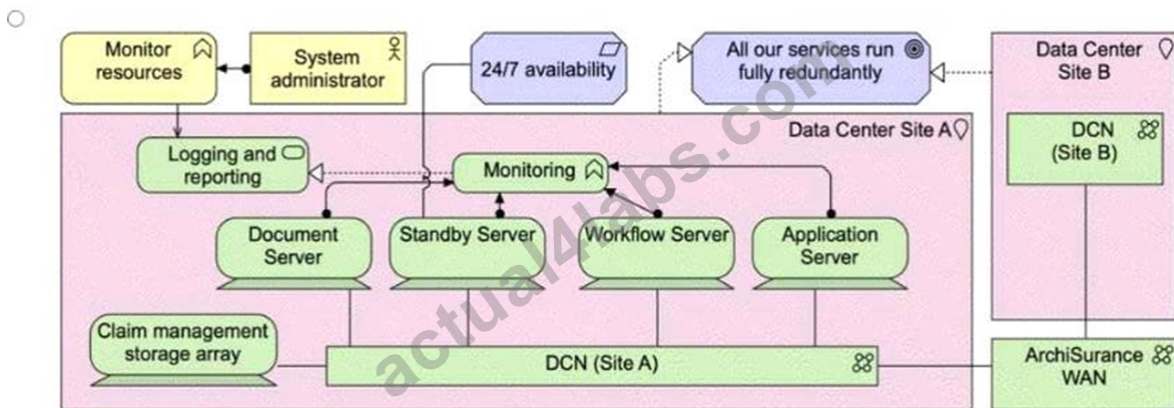 Monitor
resources
System
administrator
24/7 availability
All our services run
fully redundantly
Data Center
Site B
Data Center Site A
DCN
(Site B)
Logging and
reporting
Monitoring
Document
Server
Standby Server
Workflow Server
Application
Server
Claim management
storage array
DCN (Site A)
ArchiSurance
WAN
actual4labs.com